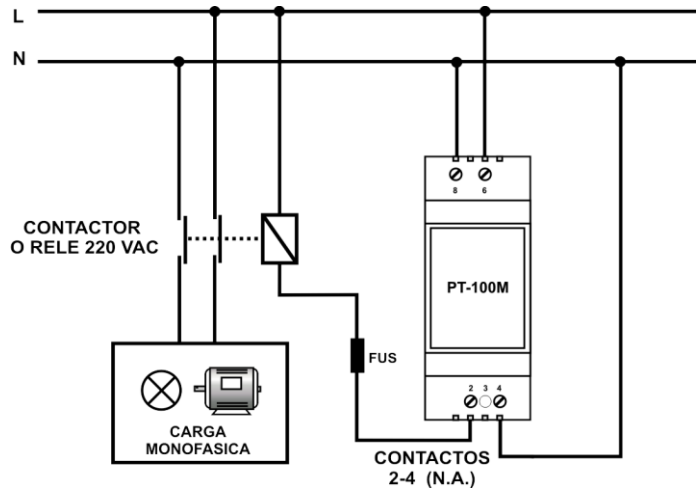 L
N
8 6
CONTACTOR
O RELE 220 VAC
PT-100M
FUS
2 3 4
CARGA
MONOFASICA
CONTACTOS
2-4 (N.A.)